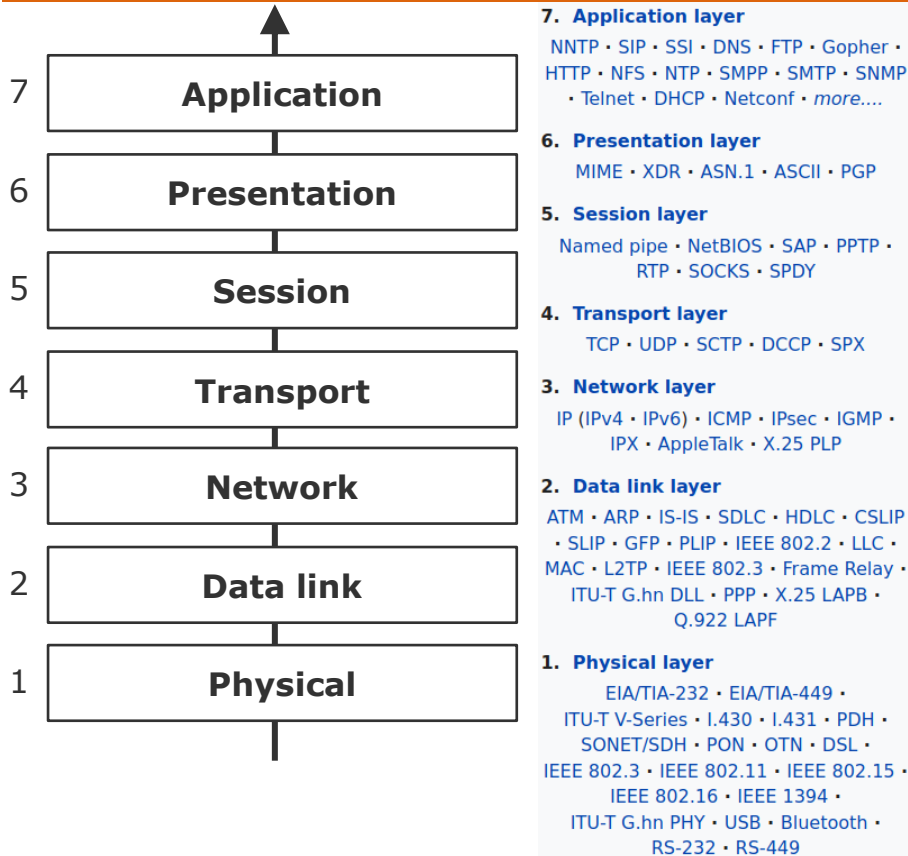 7
Application
6
Presentation
5
Session
4
Transport
3
Network
2
Data link
1
Physical
7. Application layer
NNTP · SIP · SSI · DNS · FTP · Gopher ·
HTTP · NFS · NTP · SMPP · SMTP · SNMP
· Telnet · DHCP · Netconf · more....
6. Presentation layer
MIME · XDR · ASN.1 · ASCII · PGP
5. Session layer
Named pipe · NetBIOS · SAP · PPTP ·
RTP · SOCKS · SPDY
4. Transport layer
TCP · UDP · SCTP · DCCP · SPX
3. Network layer
IP (IPv4 · IPv6) · ICMP · IPsec · IGMP ·
IPX · AppleTalk · X.25 PLP
2. Data link layer
ATM · ARP · IS-IS · SDLC · HDLC · CSLIP
· SLIP · GFP · PLIP · IEEE 802.2 · LLC ·
MAC · L2TP · IEEE 802.3 · Frame Relay ·
ITU-T G.hn DLL · PPP · X.25 LAPB ·
Q.922 LAPF
1. Physical layer
EIA/TIA-232 · EIA/TIA-449 ·
ITU-T V-Series · I.430 · I.431 · PDH ·
SONET/SDH · PON · OTN · DSL ·
IEEE 802.3 · IEEE 802.11 · IEEE 802.15 ·
IEEE 802.16 · IEEE 1394 ·
ITU-T G.hn PHY · USB · Bluetooth ·
RS-232 · RS-449